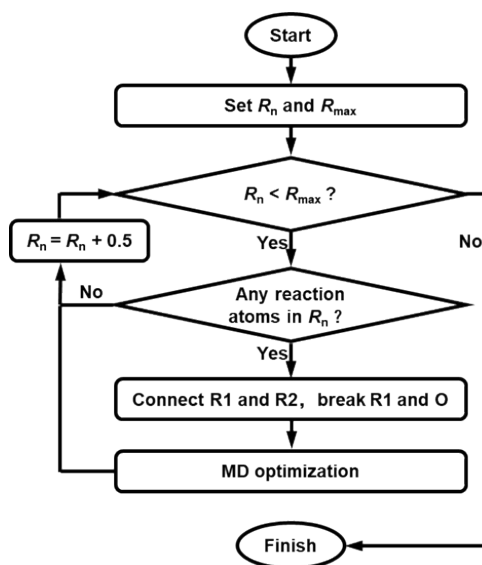 Start
Set Rn and Rmax
Rn < Rmax ?
Rn = Rn + 0.5
Yes
No
No
Any reaction
atoms in Rn ?
Yes
Connect R1 and R2, break R1 and O
MD optimization
Finish